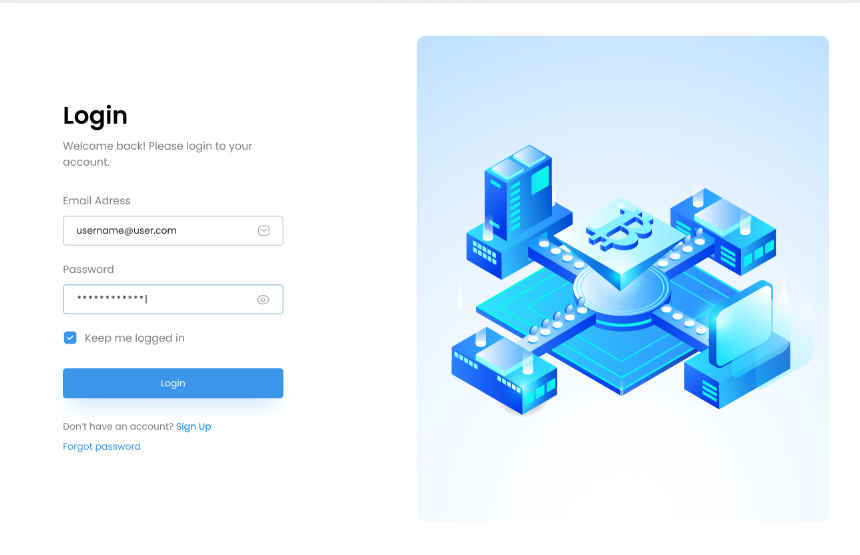 Login
Welcome back! Please login to your
account.
Email Adress
username@user.com
Password
************
Keep me logged in
Login
Don't have an account? Sign Up
Forgot password